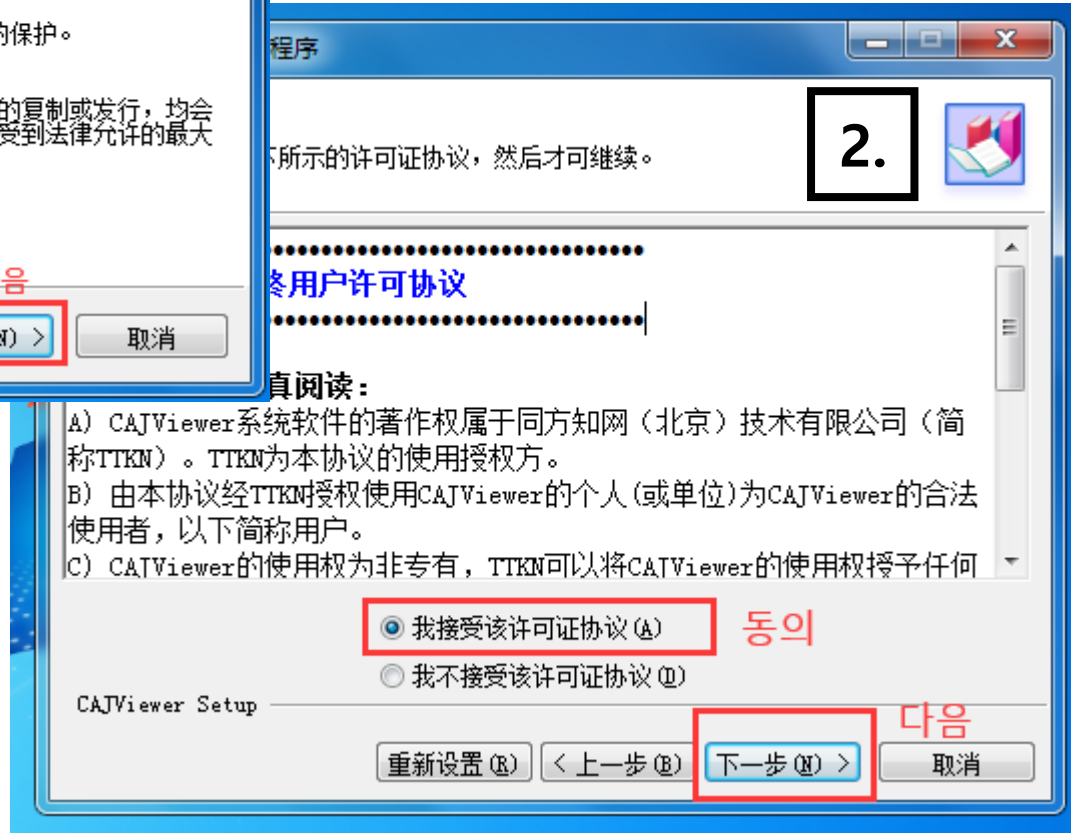 的保护。
的复制或发行，均会
受到法律允许的最大
음
N) >
取消
程序
2.
下所示的许可证协议，然后才可继续。
终用户许可协议
真阅读：
A) CAJViewer系统软件的著作权属于同方知网（北京）技术有限公司（简
称TTKN）。TTKN为本协议的使用授权方。
B) 由本协议经TTKN授权使用CAJViewer的个人(或单位)为CAJViewer的合法
使用者，以下简称用户。
C) CAJViewer的使用权为非专有，TTKN可以将CAJViewer的使用权授予任何
我接受该许可证协议(A)
동의
我不接受该许可证协议(D)
CAJViewer Setup
다음
重新设置(R)
< 上一步(B)
下一步(N) >
取消